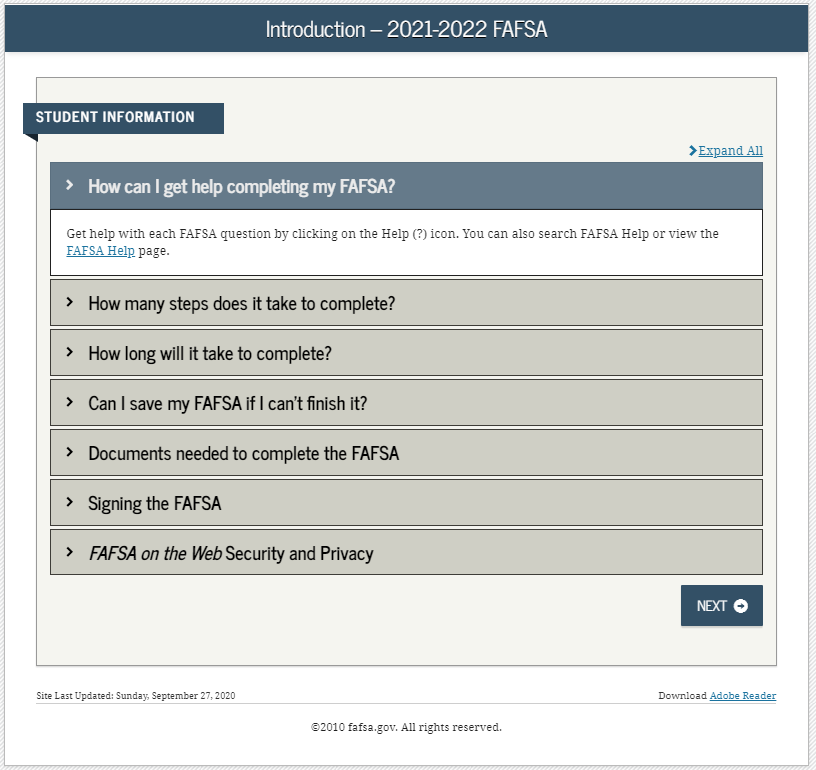 Introduction – 2021-2022 FAFSA
STUDENT INFORMATION
Expand All
How can I get help completing my FAFSA?
Get help with each FAFSA question by clicking on the Help (?) icon. You can also search FAFSA Help or view the
FAFSA Help page.
How many steps does it take to complete?
How long will it take to complete?
Can I save my FAFSA if I can't finish it?
Documents needed to complete the FAFSA
Signing the FAFSA
FAFSA on the Web Security and Privacy
NEXT
Site Last Updated: Sunday, September 27, 2020
Download Adobe Reader
©2010 fafsa.gov. All rights reserved.